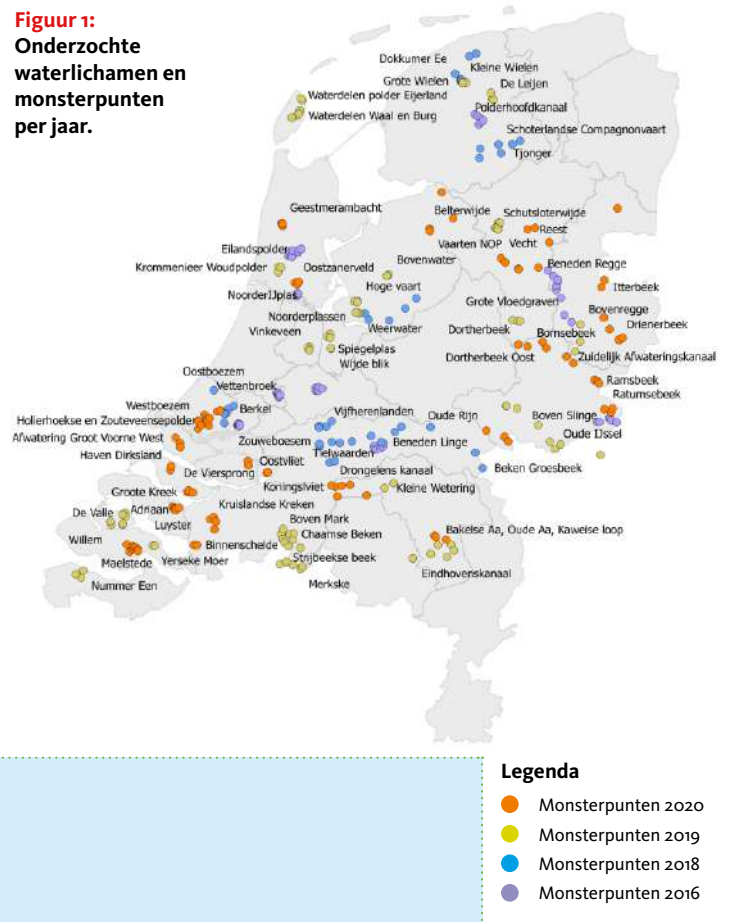 Figuur 1:
Onderzochte
waterlichamen en
monsterpunten
per jaar.
Dokkumer Ee
Kleine Wielen
Grote Wielen
De Leijen
Waterdelen polder Eijerland
Polderhoofdkanaal
Waterdelen Waal en Burg
Schoterlandse Compagnonvaart
Tjonger
Geestmerambacht
Belterwijde
Schutsloterwijde
Reest
Eilandspolder
Vaarten NOP
Vecht
Krommenieer Woudpolder
Oostzanerveld
Bovenwater
Beneden Regge
Hoge vaart
Itterbeek
NoorderIJplas
Grote Vloedgraven
Bovenregge
Noorderplassen
Drienerbeek
Vinkeveen
Weerwater
Dortherbeek
Bornsebeek
Spiegelplas
Dortherbeek Oost
Zuidelijk Afwateringskanaal
Wijde blik
Oostboezem
Vettenbroek
Ramsbeek
Ratumsebeek
Westboezem
Berkel
Vijfherenlanden
Oude Rijn
Boven Slinge
Holierhoekse en Zouteveensepolder
Afwatering Groot Voorne West
Zouweboesem
Beneden Linge
Oude IJssel
Haven Dirksland
Tielwaarden
Oostvliet
Drongelens kanaal
Beken Groesbeek
De Viersprong
Groote Kreek
Koningsvliet
Kleine Wetering
De Valle
Adriaan
Kruislandse Kreken
Luyster
Boven Mark
Bakelse Aa, Oude Aa, Kaweise loop
Willem
Chaamse Beken
Binnenschelde
Maelstede
Yerseke Moer
Strijbeekse beek
Eindhovenskanaal
Nummer Een
Merkske
Legenda
Monsterpunten 2020
Monsterpunten 2019
Monsterpunten 2018
Monsterpunten 2016